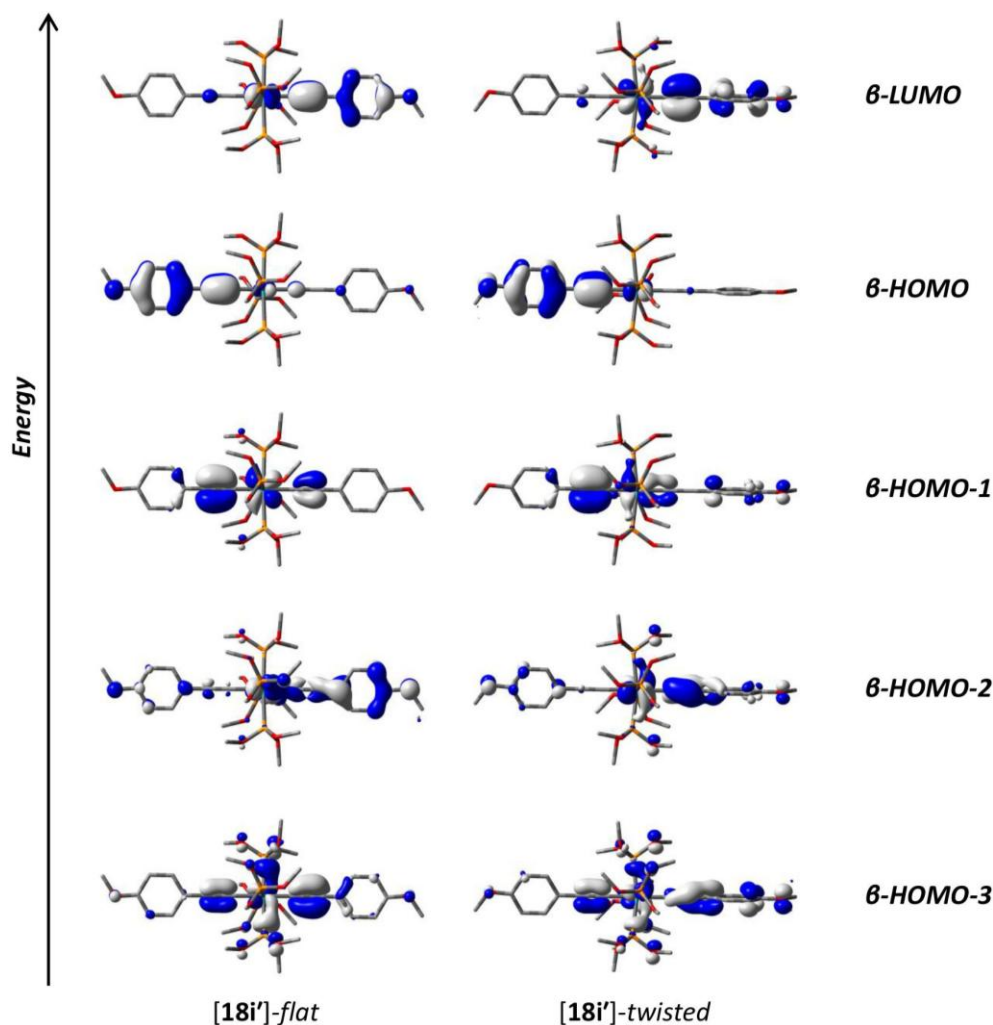 β-LUMO
β-HOMO
Energy
β-HOMO-1
β-HOMO-2
β-HOMO-3
[18i′]-flat [18i′]-twisted